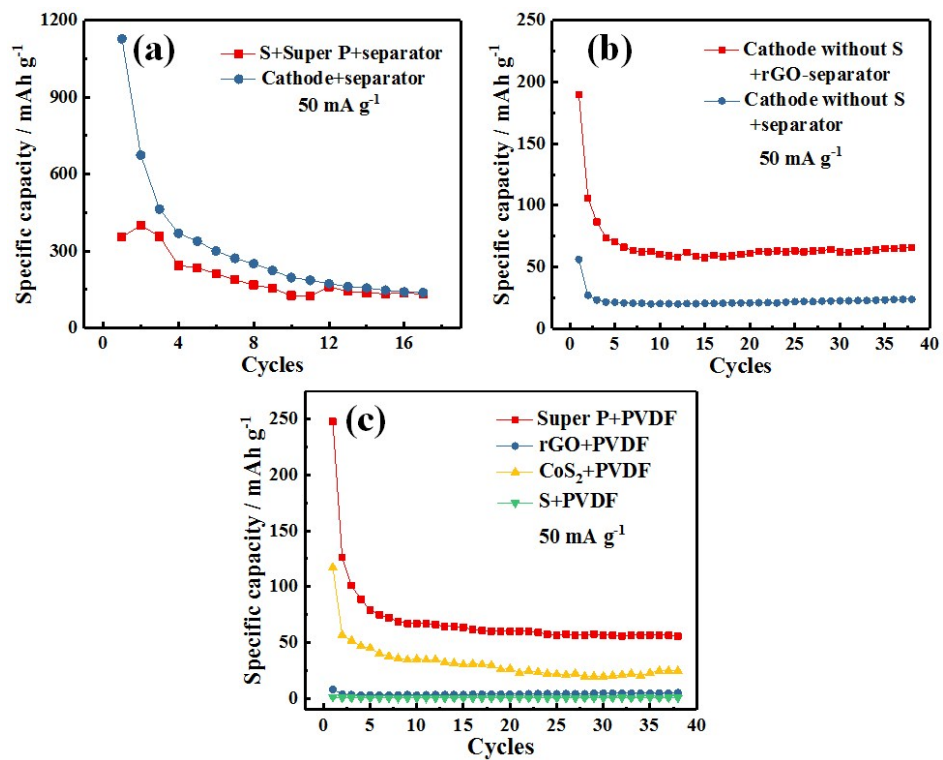 (a)
S+Super P+separator
Cathode+separator
50 mA g⁻¹
Specific capacity / mAh g⁻¹
1200
900
600
300
0
0 4 8 12 16
Cycles
(b)
Cathode without S
+rGO-separator
Cathode without S
+separator
50 mA g⁻¹
Specific capacity / mAh g⁻¹
250
200
150
100
50
0
0 5 10 15 20 25 30 35 40
Cycles
(c)
Super P+PVDF
rGO+PVDF
CoS₂+PVDF
S+PVDF
50 mA g⁻¹
Specific capacity / mAh g⁻¹
250
200
150
100
50
0
0 5 10 15 20 25 30 35 40
Cycles